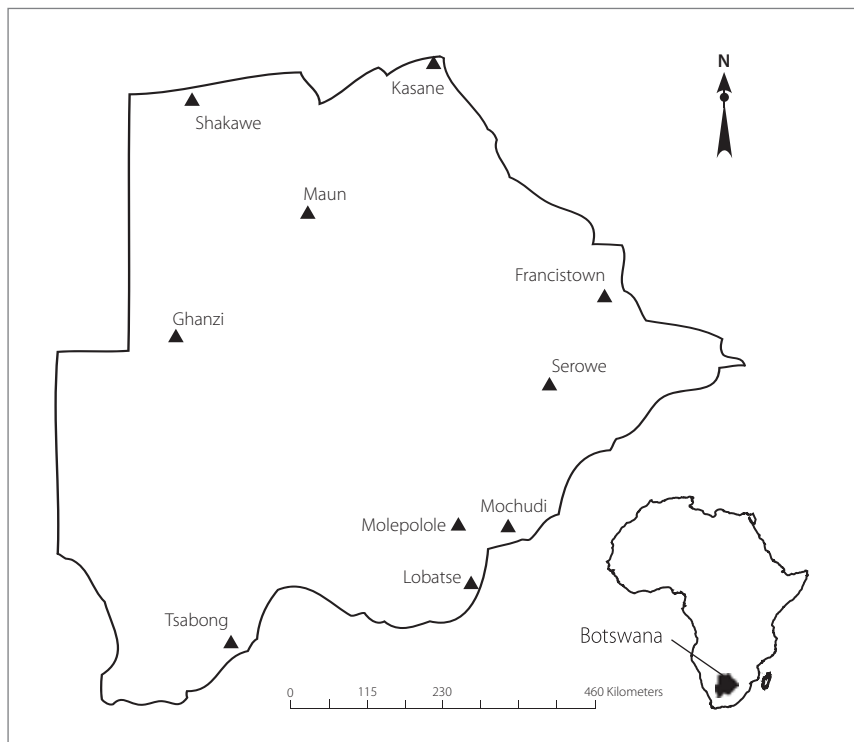 N
Kasane
Shakawe
Maun
Francistown
Ghanzi
Serowe
Mochudi
Molepolole
Lobatse
Tsabong
Botswana
0 115 230 460 Kilometers